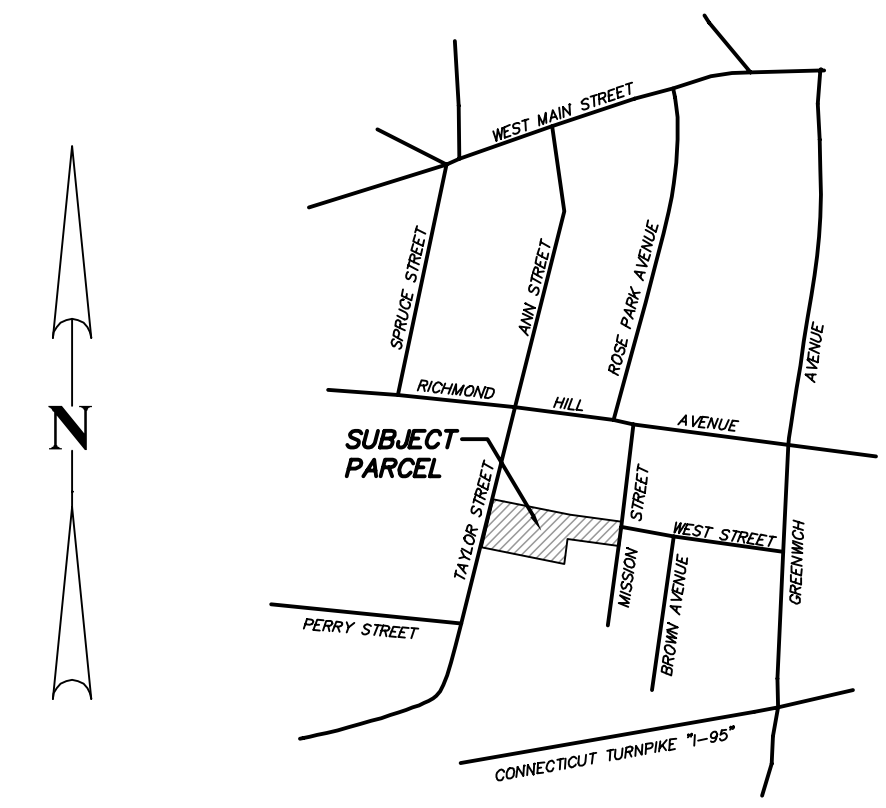 WEST MAIN STREET
SPRUCE STREET
ANN STREET
ROSE PARK AVENUE
AVENUE
RICHMOND HILL AVENUE
SUBJECT
PARCEL
N
TAYLOR STREET
STREET
MISSION
WEST STREET
GREENWICH
BROWN AVENUE
PERRY STREET
CONNECTICUT TURNPIKE "I-95"